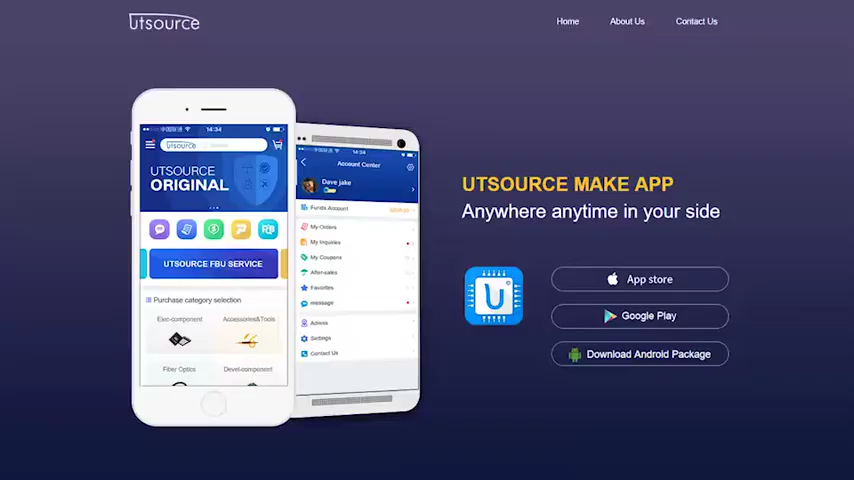 utsource
Home
About Us
Contact Us
14:34
utsource
UTSOURCE
ORIGINAL
UTSOURCE FBU SERVICE
Purchase category selection
Elec-component
Accessories&Tools
Fiber Optics
Devel-component
14:34
Account Center
Dave jake
Funds Account
My Orders
My Inquiries
My Coupons
After-sales
Favorites
message
Settings
Contact Us
UTSOURCE MAKE APP
Anywhere anytime in your side
U
App store
Google Play
Download Android Package